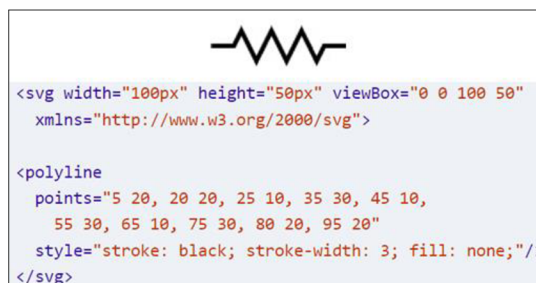 <svg width="100px" height="50px" viewBox="0 0 100 50"
xmlns="http://www.w3.org/2000/svg">
<polyline
points="5 20, 20 20, 25 10, 35 30, 45 10,
55 30, 65 10, 75 30, 80 20, 95 20"
style="stroke: black; stroke-width: 3; fill: none;"/
</svg>